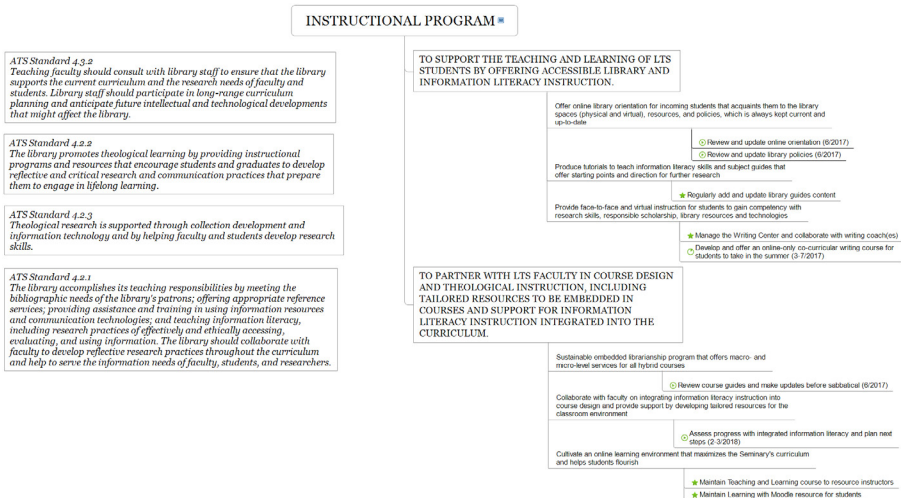 INSTRUCTIONAL PROGRAM
ATS Standard 4.3.2
Teaching faculty should consult with library staff to ensure that the library
supports the current curriculum and the research needs of faculty and
students. Library staff should participate in long-range curriculum
planning and anticipate future intellectual and technological developments
that might affect the library.
ATS Standard 4.2.2
The library promotes theological learning by providing instructional
programs and resources that encourage students and graduates to develop
reflective and critical research and communication practices that prepare
them to engage in lifelong learning.
ATS Standard 4.2.3
Theological research is supported through collection development and
information technology and by helping faculty and students develop research
skills.
ATS Standard 4.2.1
The library accomplishes its teaching responsibilities by meeting the
bibliographic needs of the library's patrons; offering appropriate reference
services; providing assistance and training in using information resources
and communication technologies; and teaching information literacy,
including research practices of effectively and ethically accessing,
evaluating, and using information. The library should collaborate with
faculty to develop reflective research practices throughout the curriculum
and help to serve the information needs of faculty, students, and researchers.
TO SUPPORT THE TEACHING AND LEARNING OF LTS
STUDENTS BY OFFERING ACCESSIBLE LIBRARY AND
INFORMATION LITERACY INSTRUCTION.
Offer online library orientation for incoming students that acquaints them to the library
spaces (physical and virtual), resources, and policies, which is always kept current and
up-to-date
Review and update online orientation (6/2017)
Review and update library policies (6/2017)
Produce tutorials to teach information literacy skills and subject guides that
offer starting points and direction for further research
Regularly add and update library guides content
Provide face-to-face and virtual instruction for students to gain competency with
research skills, responsible scholarship, library resources and technologies
Manage the Writing Center and collaborate with writing coach(es)
Develop and offer an online-only co-curricular writing course for
students to take in the summer (3-7/2017)
TO PARTNER WITH LTS FACULTY IN COURSE DESIGN
AND THEOLOGICAL INSTRUCTION, INCLUDING
TAILORED RESOURCES TO BE EMBEDDED IN
COURSES AND SUPPORT FOR INFORMATION
LITERACY INSTRUCTION INTEGRATED INTO THE
CURRICULUM.
Sustainable embedded librarianship program that offers macro- and
micro-level services for all hybrid courses
Review course guides and make updates before sabbatical (6/2017)
Collaborate with faculty on integrating information literacy instruction into
course design and provide support by developing tailored resources for the
classroom environment
Assess progress with integrated information literacy and plan next
steps (2-3/2018)
Cultivate an online learning environment that maximizes the Seminary's curriculum
and helps students flourish
Maintain Teaching and Learning course to resource instructors
Maintain Learning with Moodle resource for students